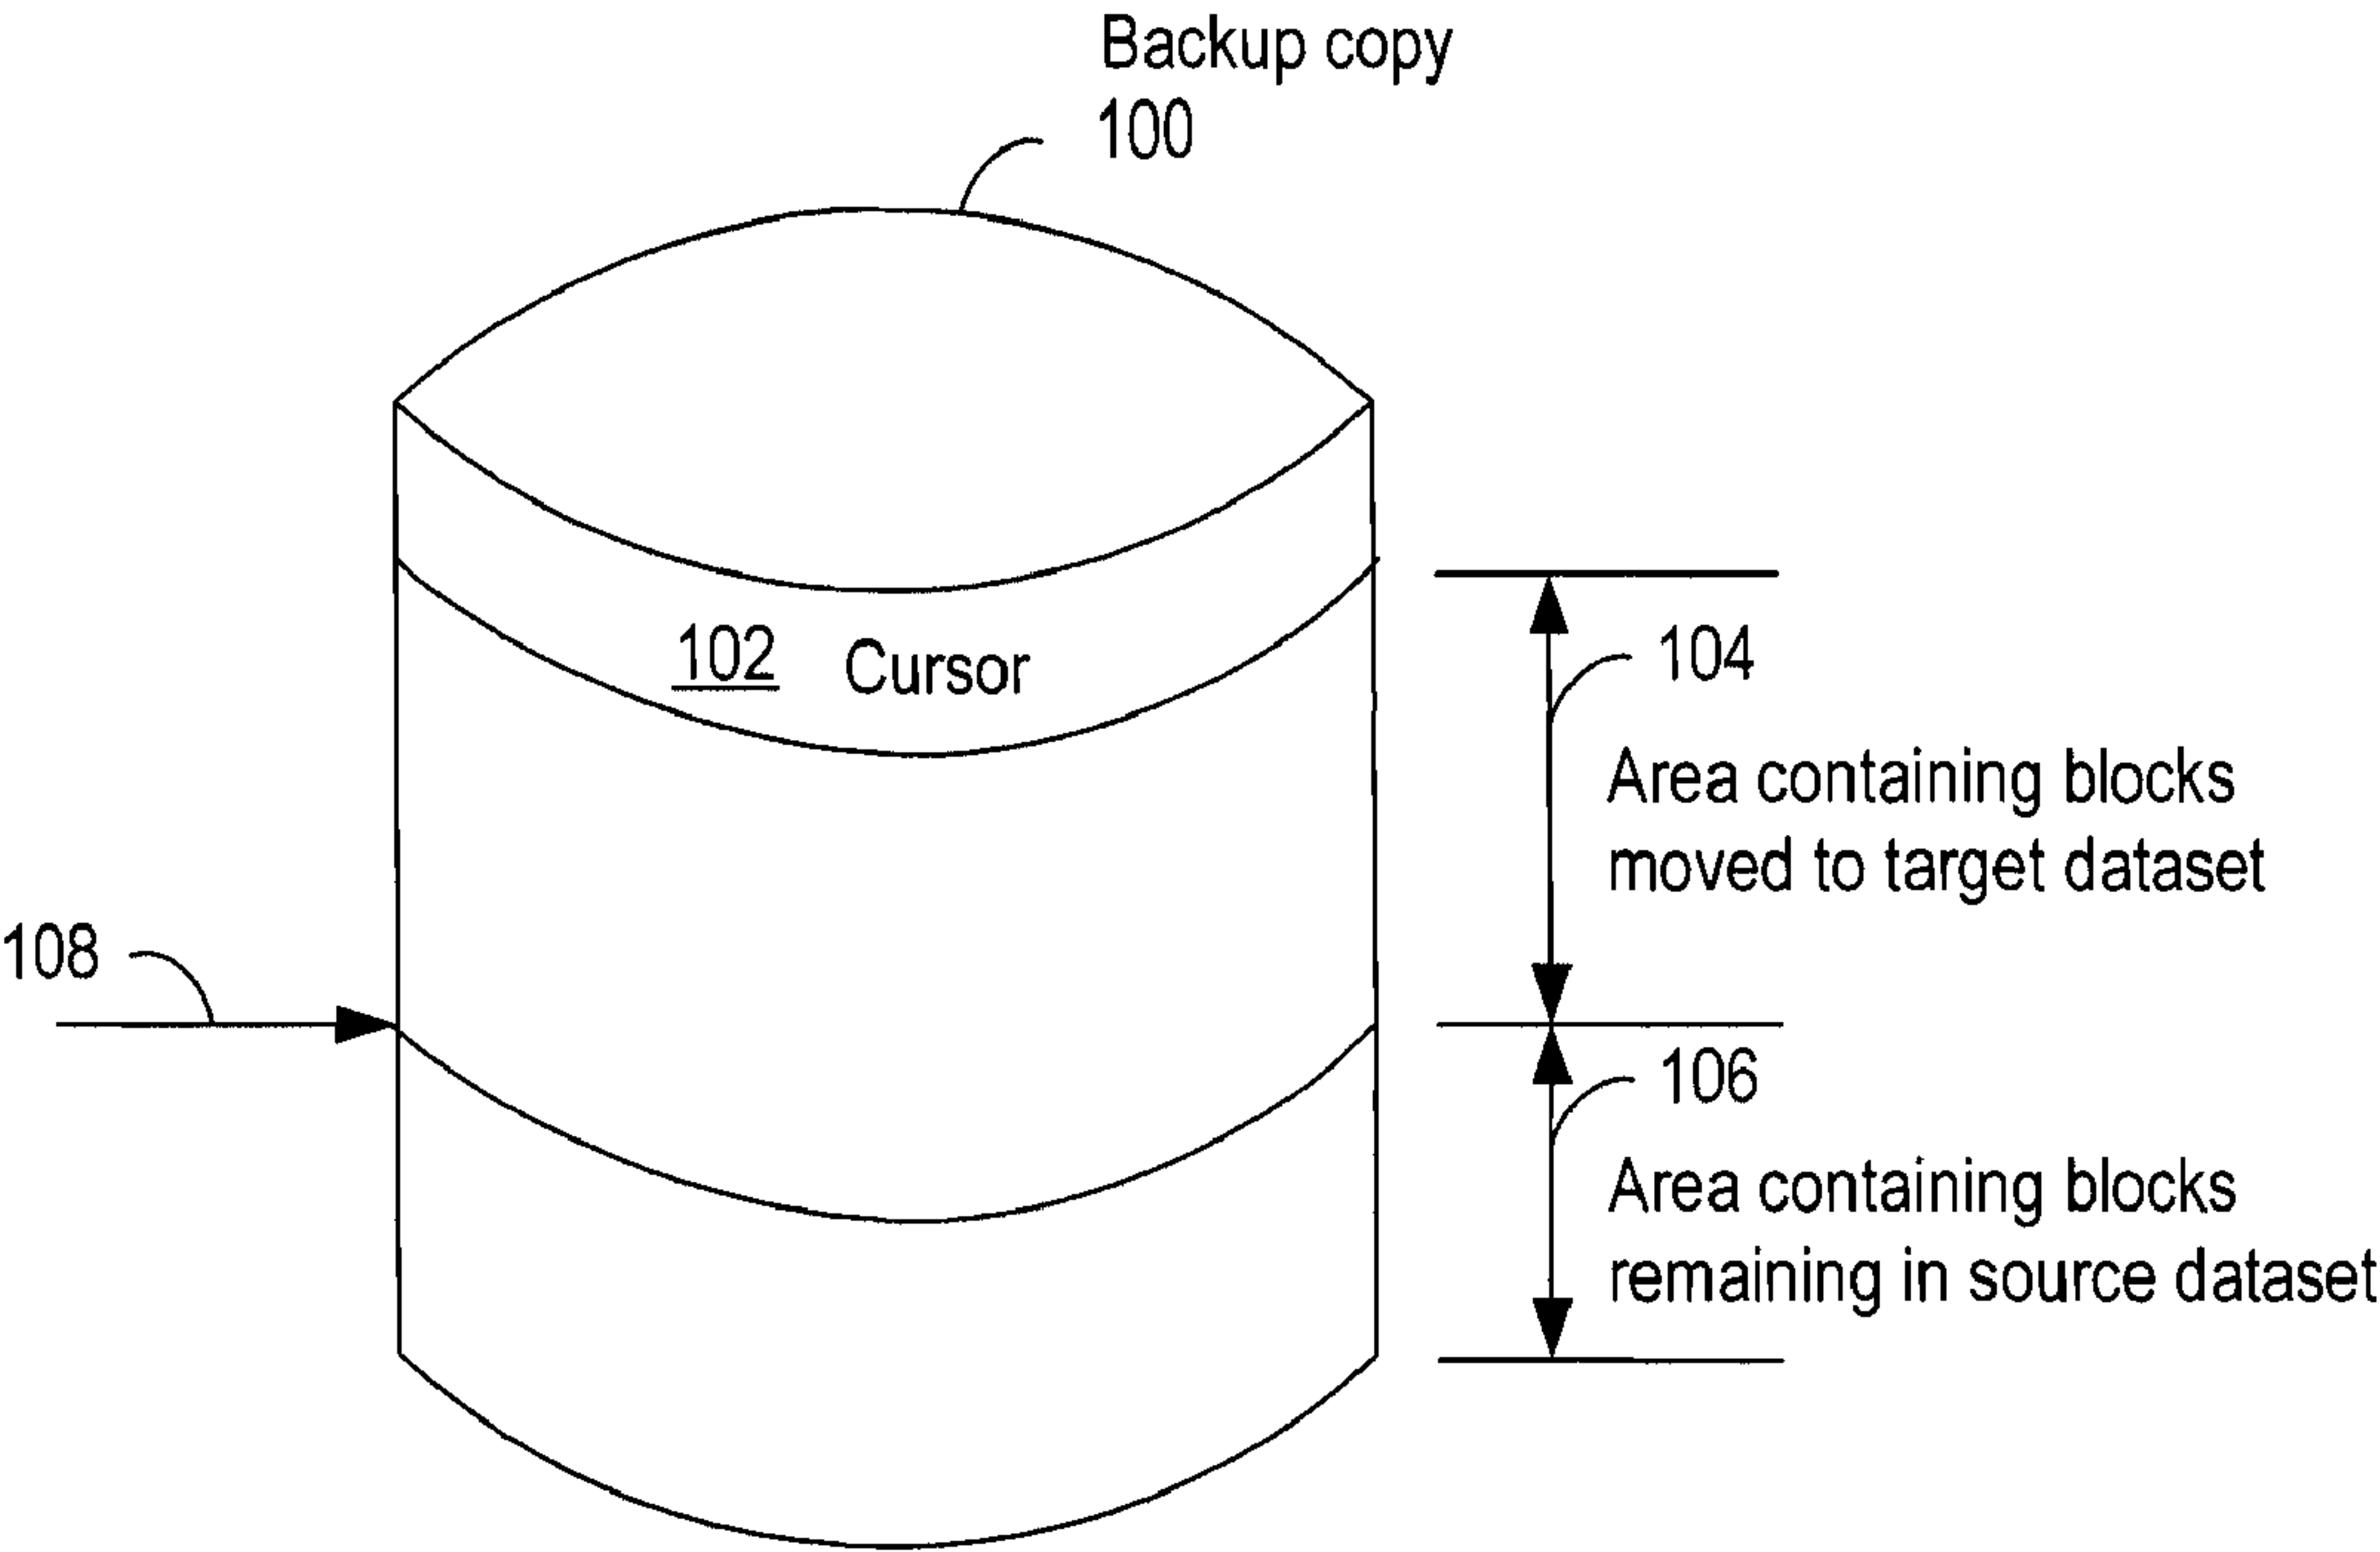 Backup copy
100
102 Cursor
104
Area containing blocks
moved to target dataset
108
106
Area containing blocks
remaining in source dataset